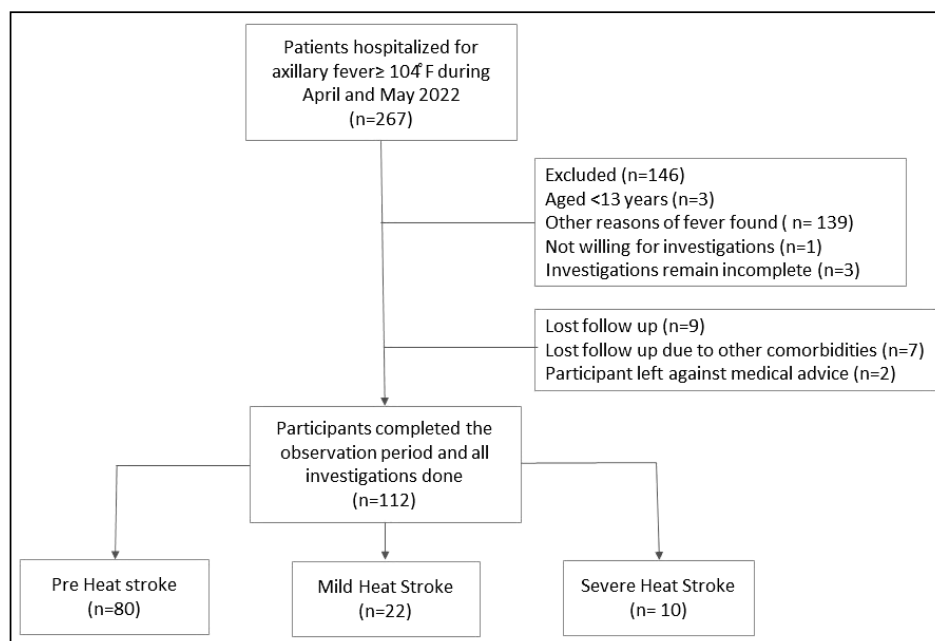 Patients hospitalized for
axillary fever≥ 104°F during
April and May 2022
(n=267)
Excluded (n=146)
Aged <13 years (n=3)
Other reasons of fever found ( n= 139)
Not willing for investigations (n=1)
Investigations remain incomplete (n=3)
Lost follow up (n=9)
Lost follow up due to other comorbidities (n=7)
Participant left against medical advice (n=2)
Participants completed the
observation period and all
investigations done
(n=112)
Pre Heat stroke
(n=80)
Mild Heat Stroke
(n=22)
Severe Heat Stroke
(n= 10)